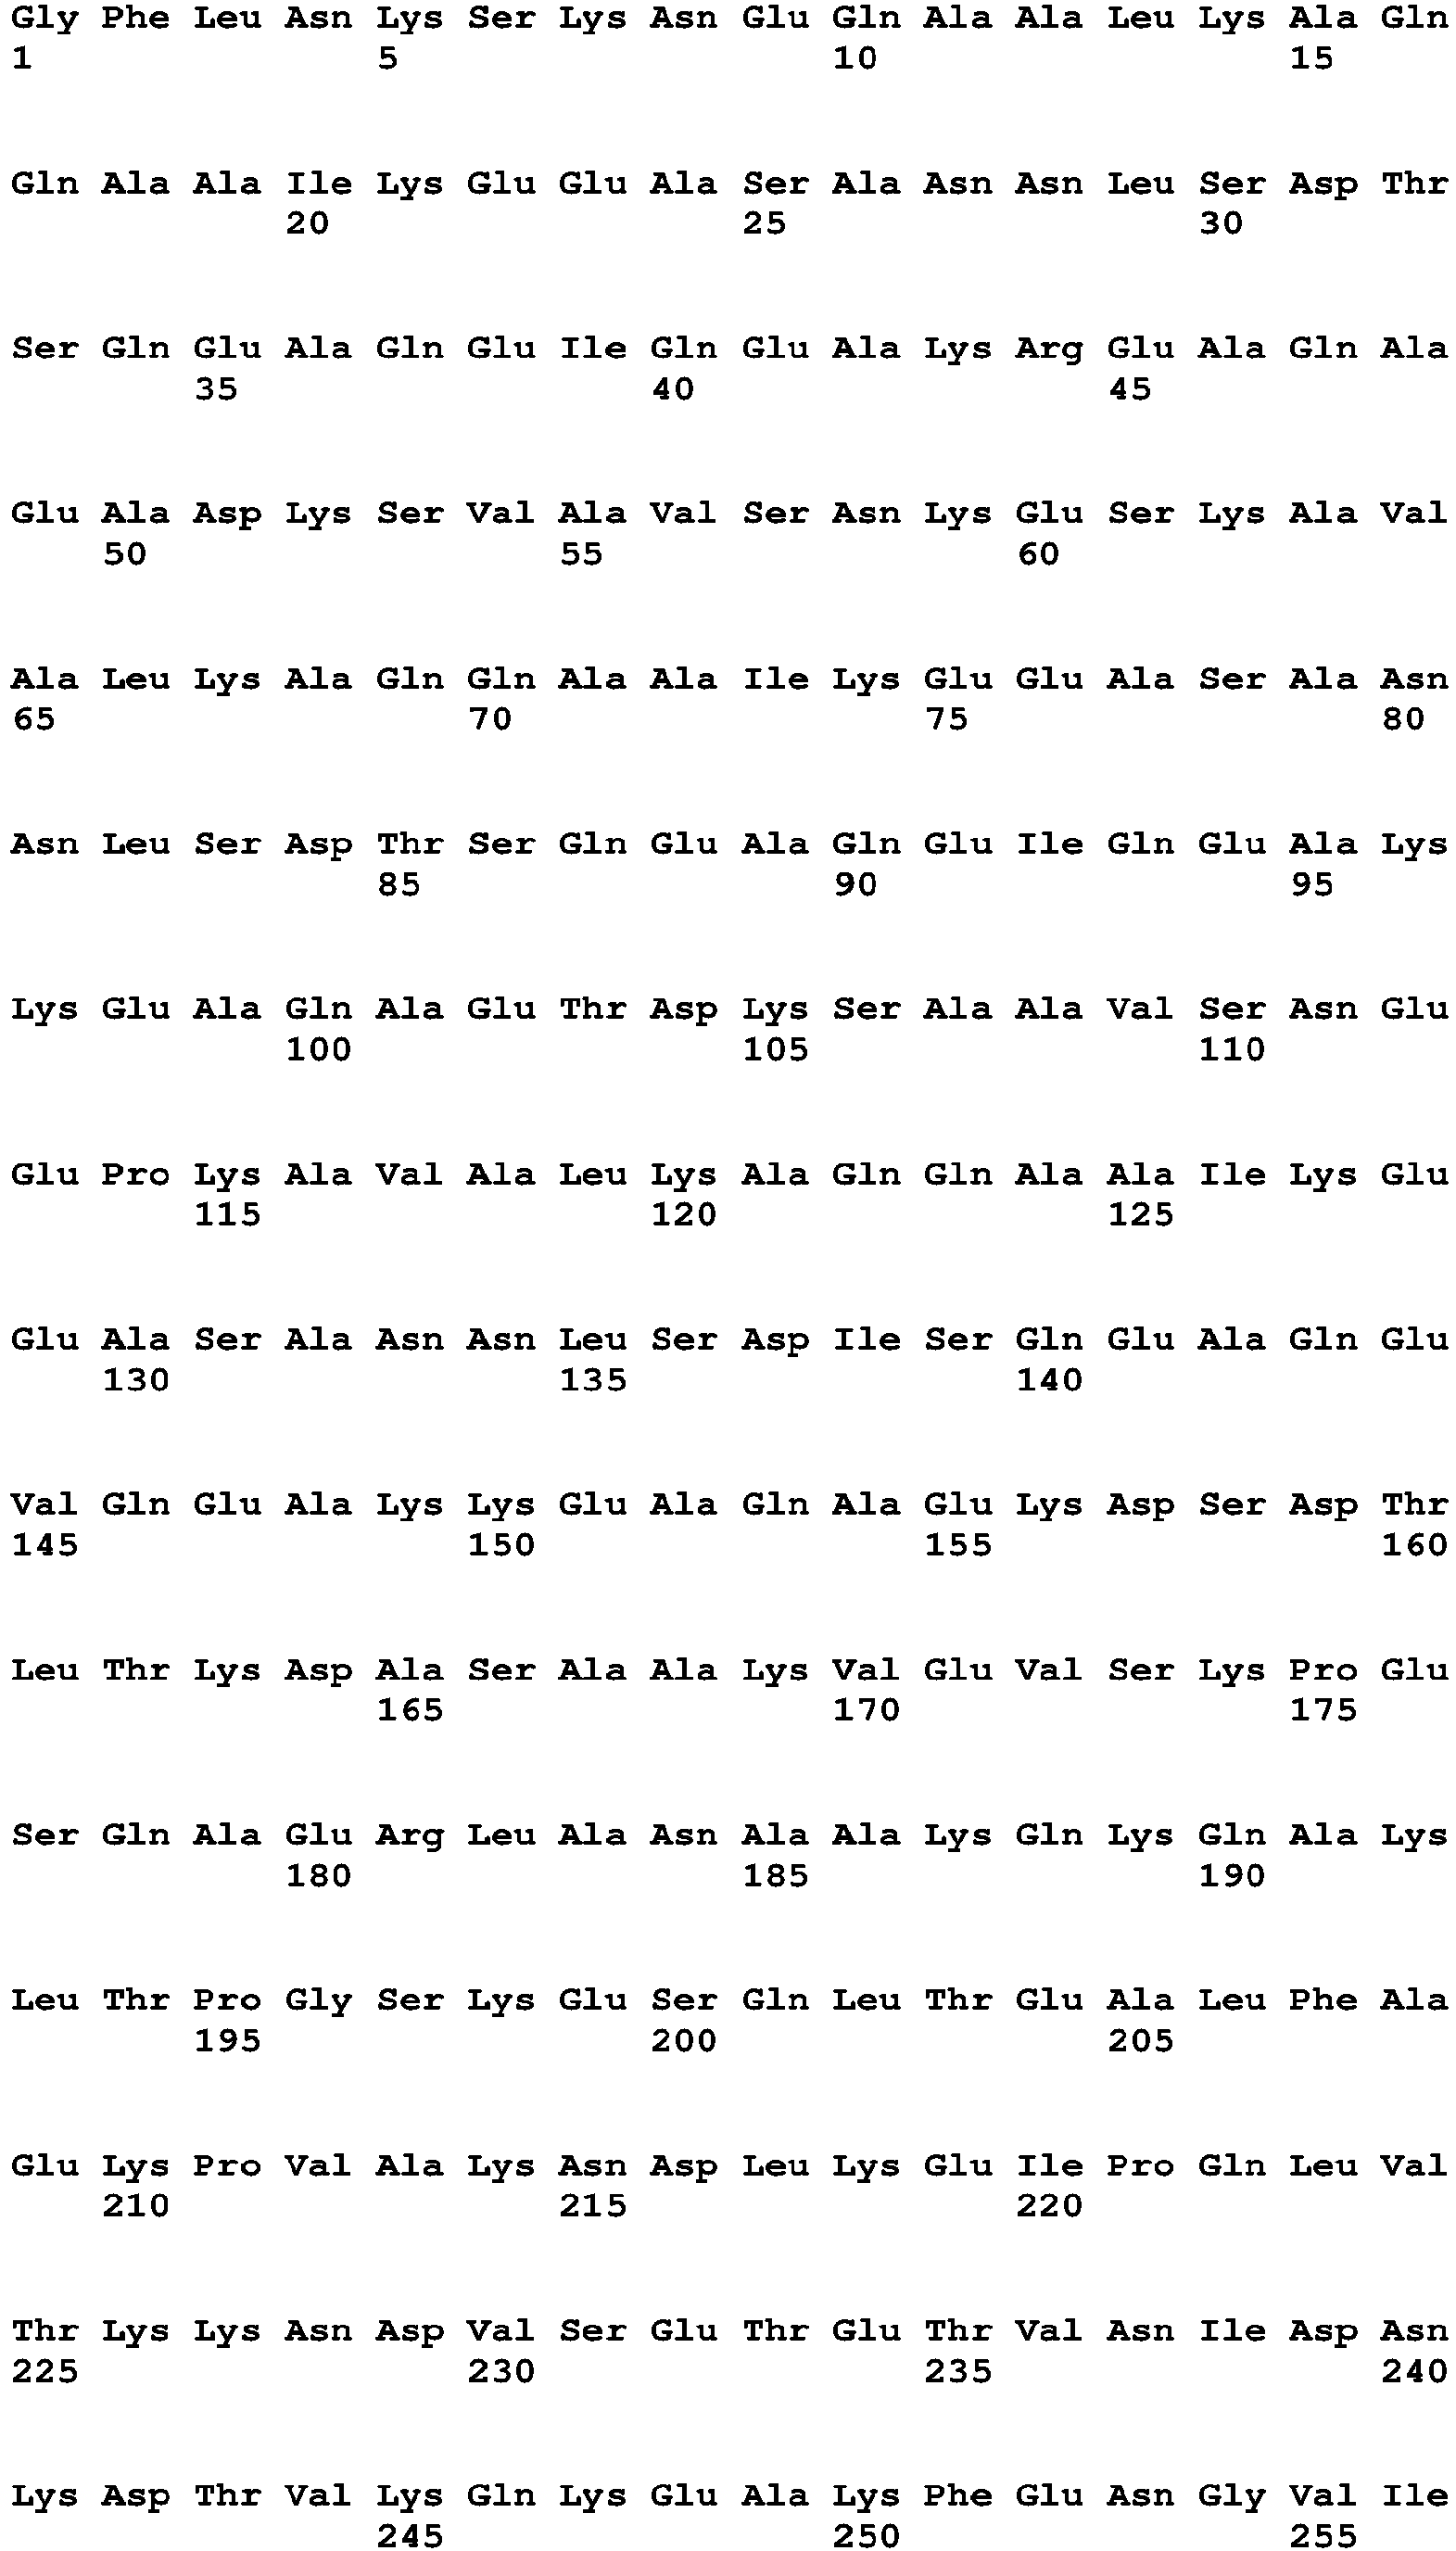 Gly Phe Leu Asn Lys Ser Lys Asn Glu Gln Ala Ala Leu Lys Ala Gln
1 5 10 15
Gln Ala Ala Ile Lys Glu Glu Ala Ser Ala Asn Asn Leu Ser Asp Thr
20 25 30
Ser Gln Glu Ala Gln Glu Ile Gln Glu Ala Lys Arg Glu Ala Gln Ala
35 40 45
Glu Ala Asp Lys Ser Val Ala Val Ser Asn Lys Glu Ser Lys Ala Val
50 55 60
Ala Leu Lys Ala Gln Gln Ala Ala Ile Lys Glu Glu Ala Ser Ala Asn
65 70 75 80
Asn Leu Ser Asp Thr Ser Gln Glu Ala Gln Glu Ile Gln Glu Ala Lys
85 90 95
Lys Glu Ala Gln Ala Glu Thr Asp Lys Ser Ala Ala Val Ser Asn Glu
100 105 110
Glu Pro Lys Ala Val Ala Leu Lys Ala Gln Gln Ala Ala Ile Lys Glu
115 120 125
Glu Ala Ser Ala Asn Asn Leu Ser Asp Ile Ser Gln Glu Ala Gln Glu
130 135 140
Val Gln Glu Ala Lys Lys Glu Ala Gln Ala Glu Lys Asp Ser Asp Thr
145 150 155 160
Leu Thr Lys Asp Ala Ser Ala Ala Lys Val Glu Val Ser Lys Pro Glu
165 170 175
Ser Gln Ala Glu Arg Leu Ala Asn Ala Ala Lys Gln Lys Gln Ala Lys
180 185 190
Leu Thr Pro Gly Ser Lys Glu Ser Gln Leu Thr Glu Ala Leu Phe Ala
195 200 205
Glu Lys Pro Val Ala Lys Asn Asp Leu Lys Glu Ile Pro Gln Leu Val
210 215 220
Thr Lys Lys Asn Asp Val Ser Glu Thr Glu Thr Val Asn Ile Asp Asn
225 230 235 240
Lys Asp Thr Val Lys Gln Lys Glu Ala Lys Phe Glu Asn Gly Val Ile
245 250 255